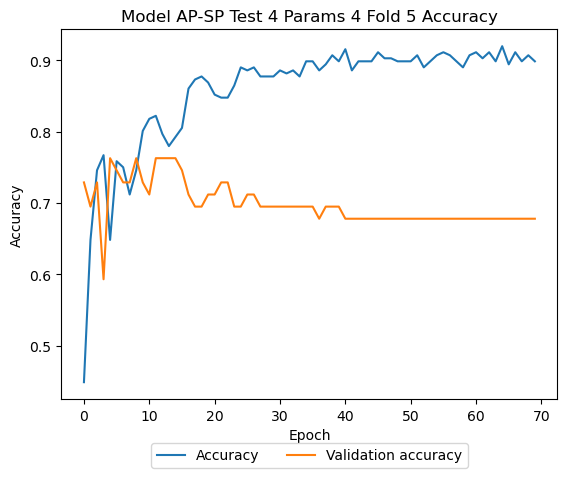 Model AP-SP Test 4 Params 4 Fold 5 Accuracy
0.9
0.8
0.7
0.6
0.5
Accuracy
0 10 20 30 40 50 60 70
Epoch
Accuracy Validation accuracy